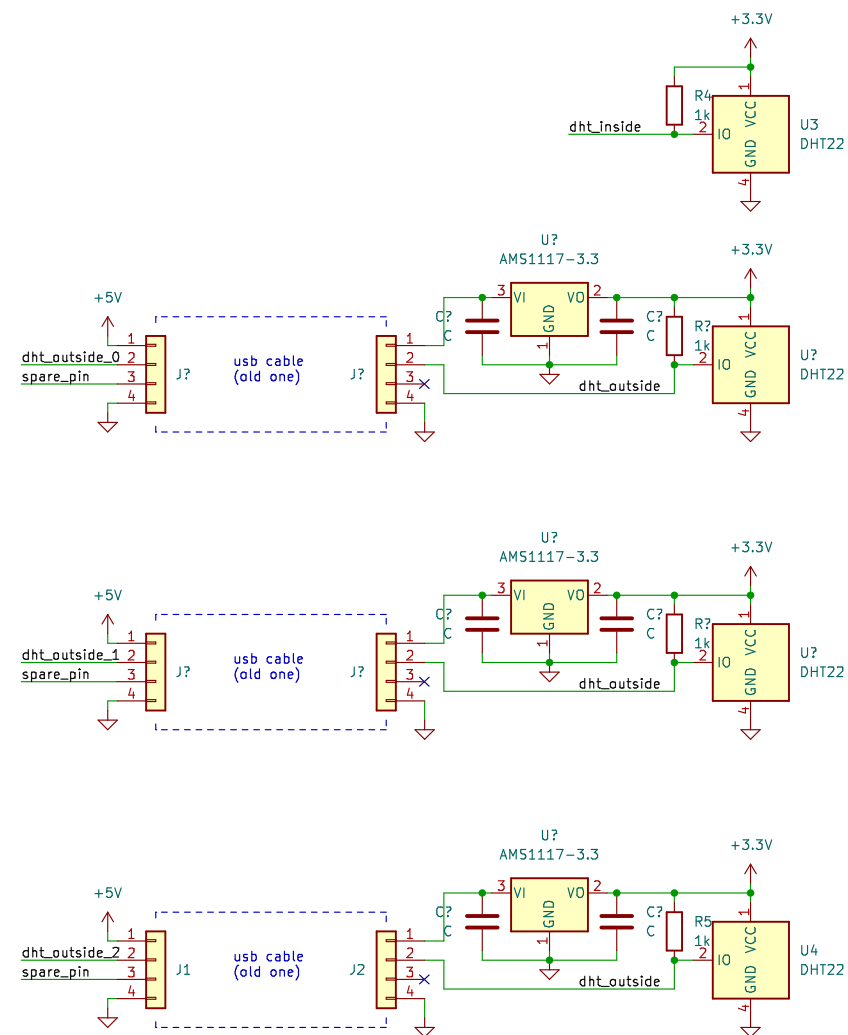 +3.3V
R4
1k
dht_inside
1
2
4
IO
VCC
GND
U3
DHT22
U?
AMS1117-3.3
+3.3V
+5V
3
VI
VO
2
GND
1
C?
C
C?
C
R?
1k
1
2
4
IO
VCC
GND
U?
DHT22
dht_outside_0
spare_pin
1
2
3
4
J?
usb cable
(old one)
J?
1
2
3
4
dht_outside
U?
AMS1117-3.3
+3.3V
+5V
3
VI
VO
2
GND
1
C?
C
C?
C
R?
1k
1
2
4
IO
VCC
GND
U?
DHT22
dht_outside_1
spare_pin
1
2
3
4
J?
usb cable
(old one)
J?
1
2
3
4
dht_outside
U?
AMS1117-3.3
+3.3V
+5V
3
VI
VO
2
GND
1
C?
C
C?
C
R5
1k
1
2
4
IO
VCC
GND
U4
DHT22
dht_outside_2
spare_pin
1
2
3
4
J1
usb cable
(old one)
J2
1
2
3
4
dht_outside